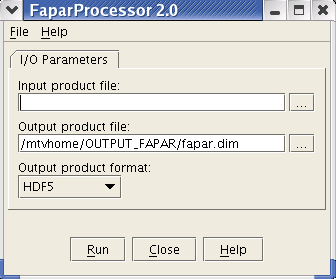 FaparProcessor 2.0
File Help
I/O Parameters
Input product file:
...
Output product file:
/mtvhome/OUTPUT_FAPAR/fapar.dim ...
Output product format:
HDF5
Run Close Help